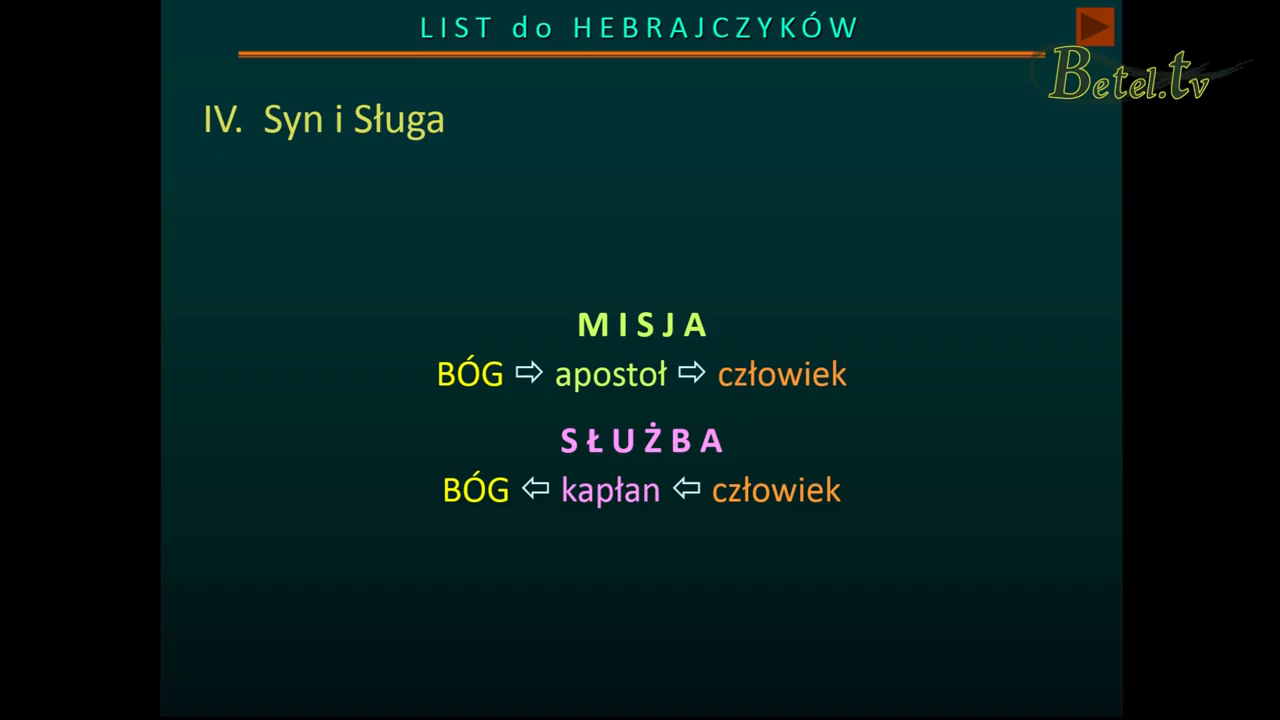 LIST do HEBRAJCZYKÓW
Betel.tv
IV. Syn i Sługa
MISJA
BÓG ⇨ apostoł ⇨ człowiek
SŁUŻBA
BÓG ⇦ kapłan ⇦ człowiek